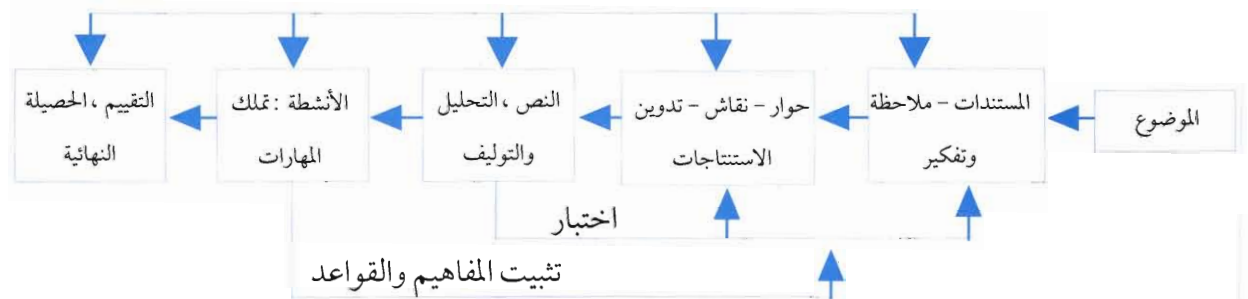 الموضوع
المستندات - ملاحظة
وتفكير
حوار - نقاش - تدوين
الاستنتاجات
النص ، التحليل
والتوليف
الأنشطة : تملك
المهارات
التقييم ، الحصيلة
النهائية
اختبار
تثبيت المفاهيم والقواعد